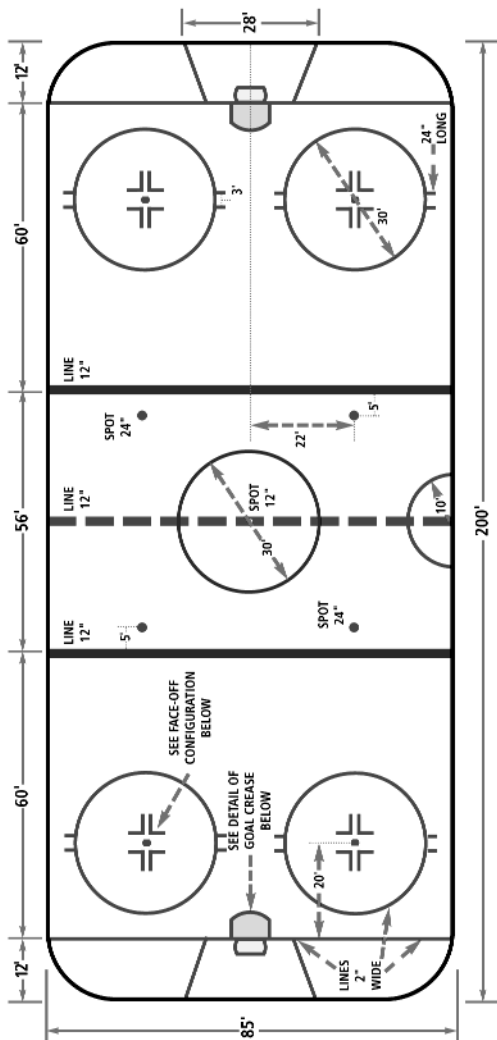 12'
60'
56'
60'
12'
28'
24"
LONG
3'
30'
LINE
12"
SPOT
24"
5'
22'
LINE
12"
SPOT
12"
30'
10'
200'
LINE
12"
5'
SPOT
24"
SEE FACE-OFF
CONFIGURATION
BELOW
SEE DETAIL OF
GOAL CREASE
BELOW
20'
LINES
2"
WIDE
85'